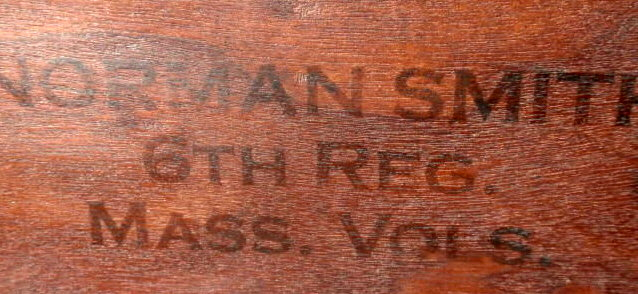 NORMAN SMITH
6TH REG.
MASS. VOLS.